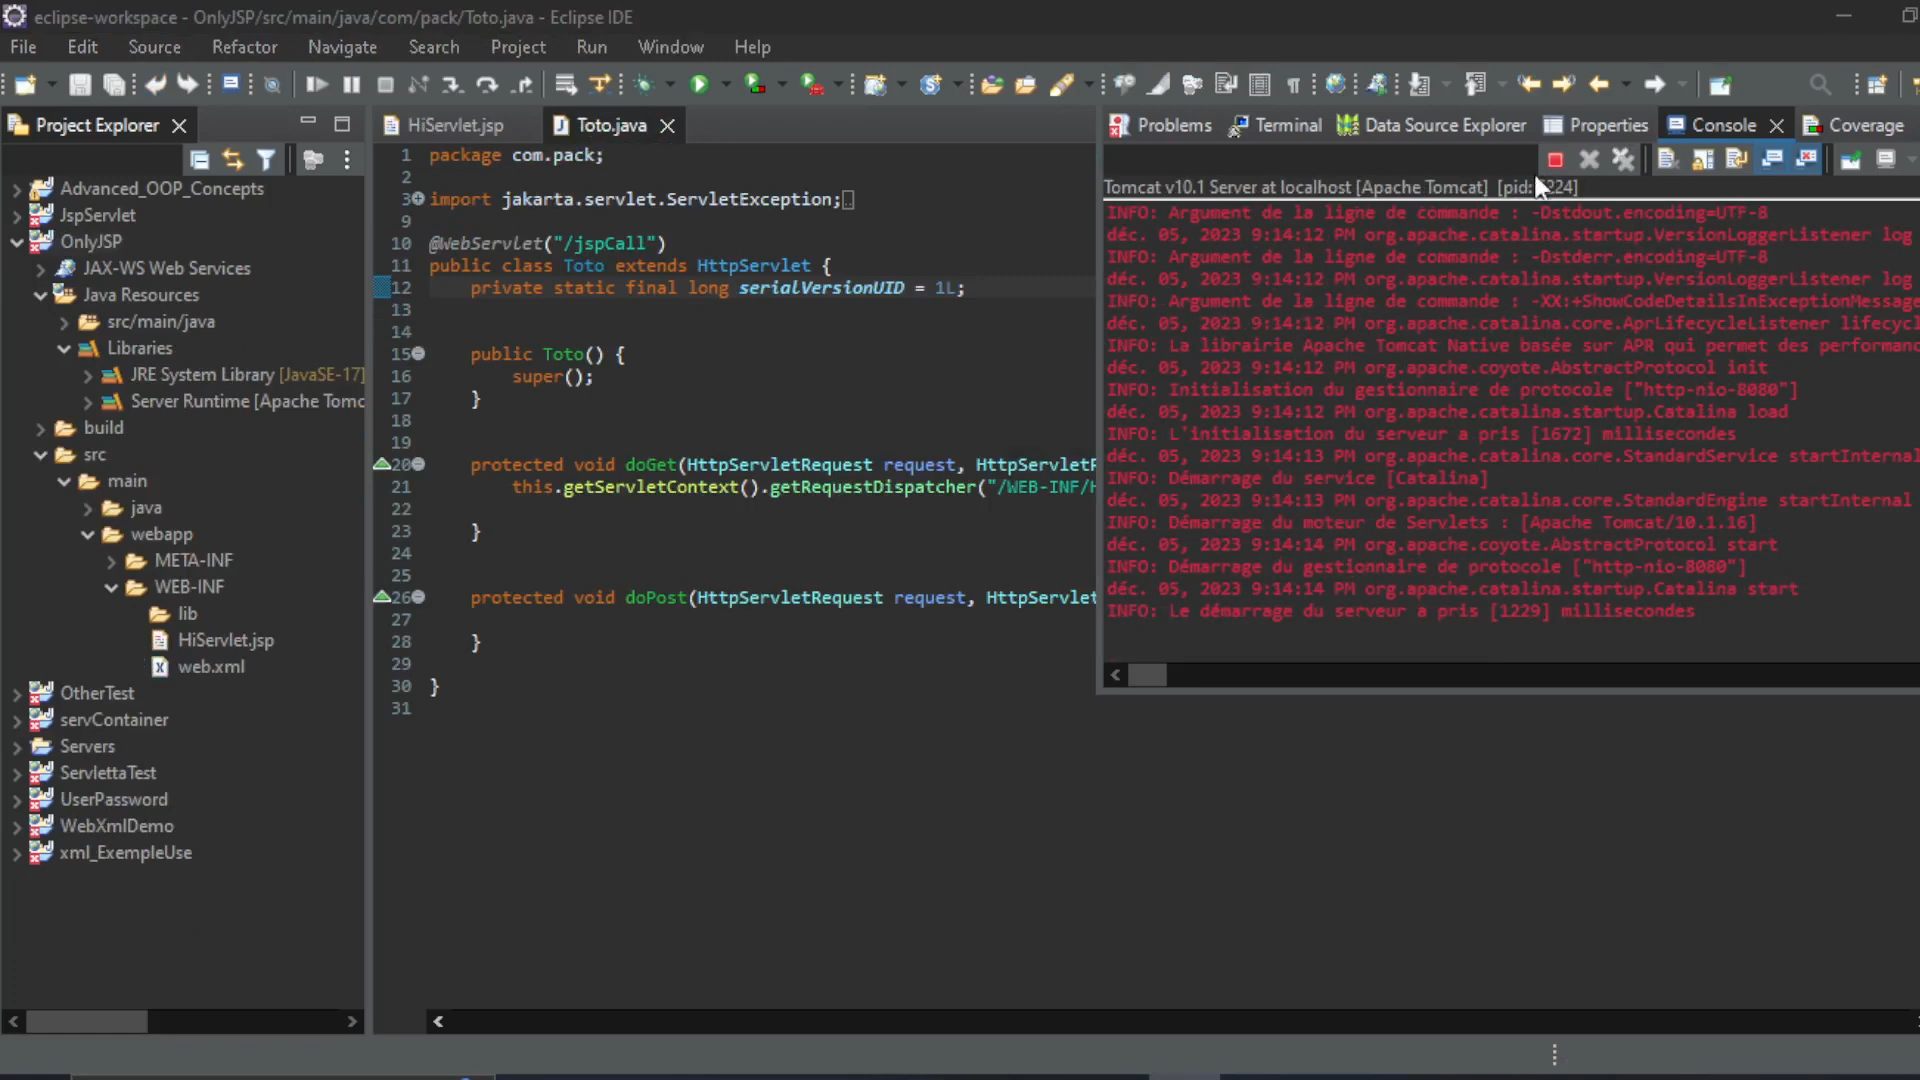 eclipse-workspace - OnlyJSP/src/main/java/com/pack/Toto.java - Eclipse IDE
File Edit Source Refactor Navigate Search Project Run Window Help
Project Explorer
Advanced_OOP_Concepts
JspServlet
OnlyJSP
JAX-WS Web Services
Java Resources
src/main/java
Libraries
JRE System Library [JavaSE-17]
Server Runtime [Apache Tomc
build
src
main
java
webapp
META-INF
WEB-INF
lib
HiServlet.jsp
web.xml
OtherTest
servContainer
Servers
ServlettaTest
UserPassword
WebXmlDemo
xml_ExempleUse
HiServlet.jsp Toto.java
1 package com.pack;
2
3 import jakarta.servlet.ServletException;
9
10 @WebServlet("/jspCall")
11 public class Toto extends HttpServlet {
12 private static final long serialVersionUID = 1L;
13
14
15 public Toto() {
16 super();
17 }
18
19
20 protected void doGet(HttpServletRequest request, HttpServletR
21 this.getServletContext().getRequestDispatcher("/WEB-INF/H
22
23 }
24
25
26 protected void doPost(HttpServletRequest request, HttpServlet
27
28 }
29
30 }
31
Problems Terminal Data Source Explorer Properties Console Coverage
Tomcat v10.1 Server at localhost [Apache Tomcat] [pid: 224]
INFO: Argument de la ligne de commande : -Dstdout.encoding=UTF-8
déc. 05, 2023 9:14:12 PM org.apache.catalina.startup.VersionLoggerListener log
INFO: Argument de la ligne de commande : -Dstderr.encoding=UTF-8
déc. 05, 2023 9:14:12 PM org.apache.catalina.startup.VersionLoggerListener log
INFO: Argument de la ligne de commande : -XX:+ShowCodeDetailsInExceptionMessage
déc. 05, 2023 9:14:12 PM org.apache.catalina.core.AprLifecycleListener lifecycl
INFO: La librairie Apache Tomcat Native basée sur APR qui permet des performanc
déc. 05, 2023 9:14:12 PM org.apache.coyote.AbstractProtocol init
INFO: Initialisation du gestionnaire de protocole ["http-nio-8080"]
déc. 05, 2023 9:14:12 PM org.apache.catalina.startup.Catalina load
INFO: L'initialisation du serveur a pris [1672] millisecondes
déc. 05, 2023 9:14:13 PM org.apache.catalina.core.StandardService startInternal
INFO: Démarrage du service [Catalina]
déc. 05, 2023 9:14:13 PM org.apache.catalina.core.StandardEngine startInternal
INFO: Démarrage du moteur de Servlets : [Apache Tomcat/10.1.16]
déc. 05, 2023 9:14:14 PM org.apache.coyote.AbstractProtocol start
INFO: Démarrage du gestionnaire de protocole ["http-nio-8080"]
déc. 05, 2023 9:14:14 PM org.apache.catalina.startup.Catalina start
INFO: Le démarrage du serveur a pris [1229] millisecondes